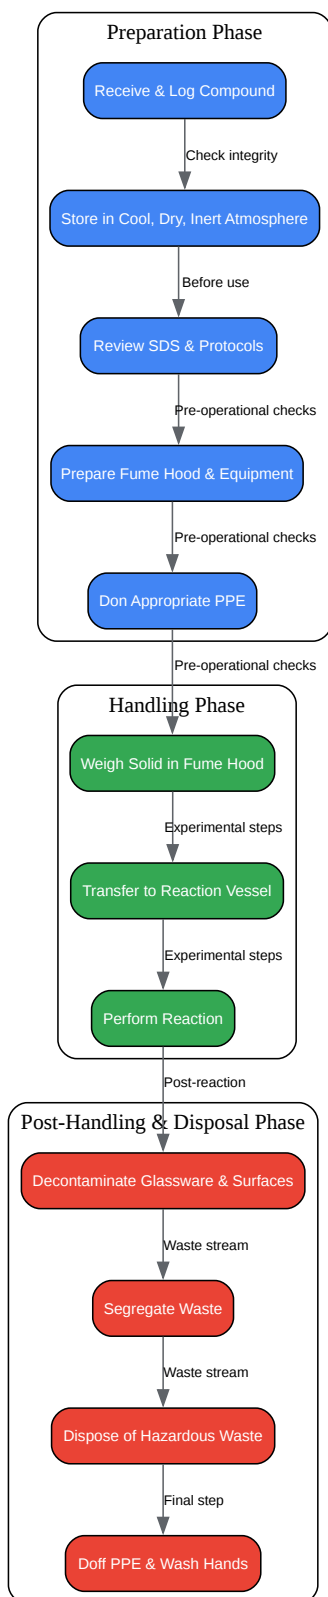 Preparation Phase
Receive & Log Compound
Check integrity
Store in Cool, Dry, Inert Atmosphere
Before use
Review SDS & Protocols
Pre-operational checks
Prepare Fume Hood & Equipment
Pre-operational checks
Don Appropriate PPE
Pre-operational checks
Handling Phase
Weigh Solid in Fume Hood
Experimental steps
Transfer to Reaction Vessel
Experimental steps
Perform Reaction
Post-reaction
Post-Handling & Disposal Phase
Decontaminate Glassware & Surfaces
Waste stream
Segregate Waste
Waste stream
Dispose of Hazardous Waste
Final step
Doff PPE & Wash Hands